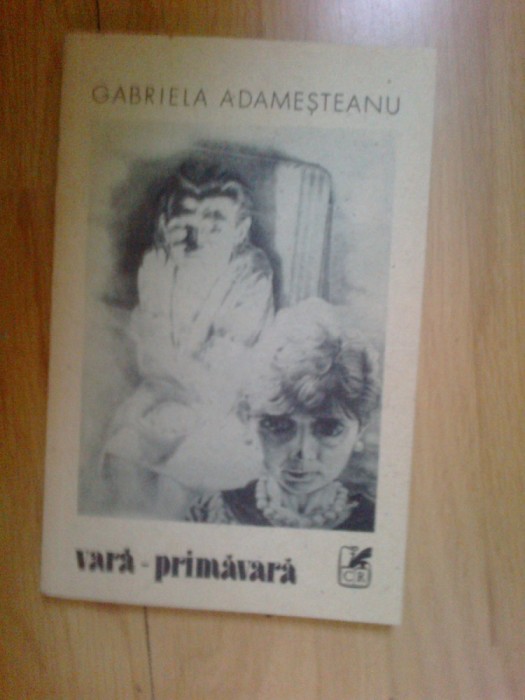 GABRIELA ADAMEȘTEANU
vară - primăvară
CR